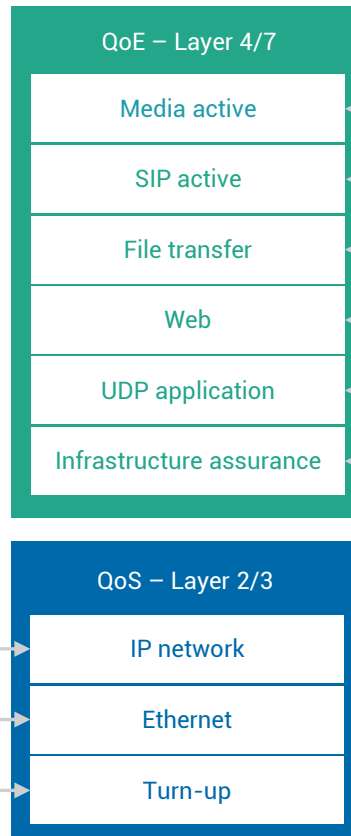 QoE – Layer 4/7
Media active
SIP active
File transfer
Web
UDP application
Infrastructure assurance
QoS – Layer 2/3
IP network
Ethernet
Turn-up